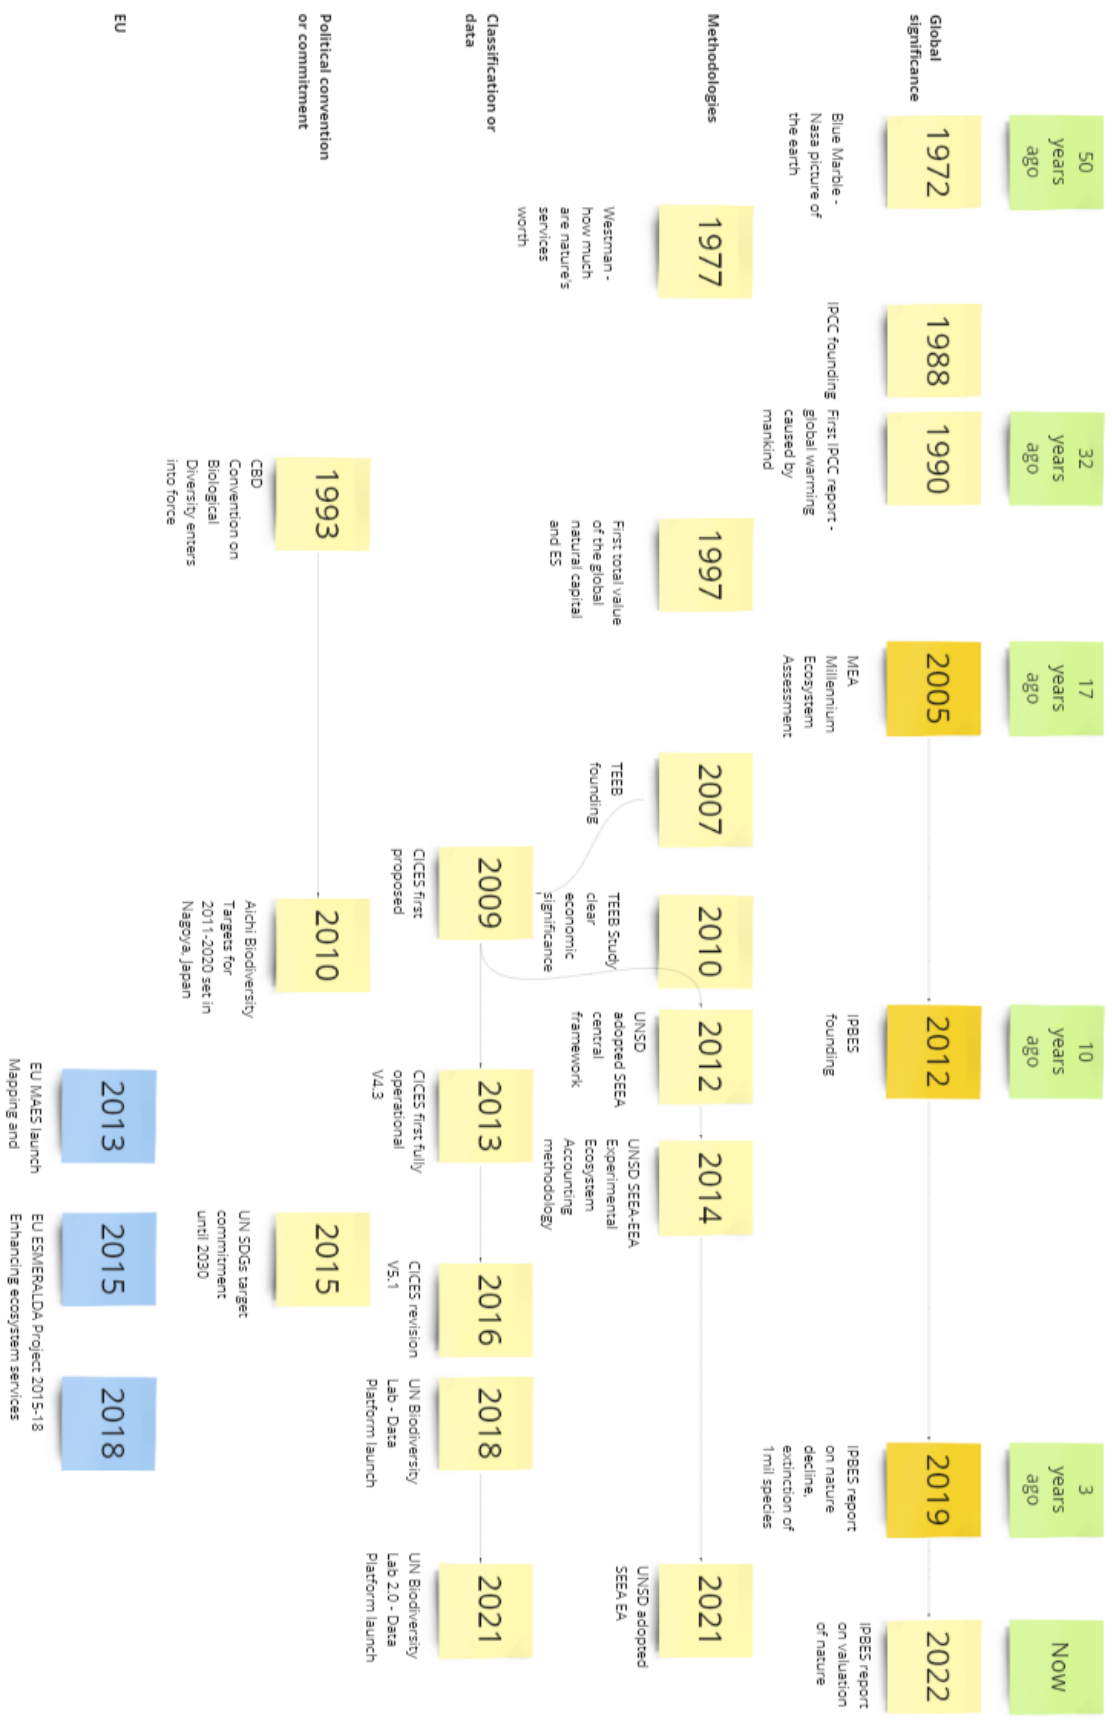 50
years
ago
32
years
ago
17
years
ago
10
years
ago
3
years
ago
Now
Global
significance
1972
Blue Marble -
Nasa picture of
the earth
1988
IPCC founding
1990
First IPCC report -
global warming
caused by
mankind
2005
MEA
Millennium
Ecosystem
Assessment
2012
IPBES
founding
2019
IPBES report
on nature
decline,
extinction of
1mil species
2022
IPBES report
on valuation
of nature
Methodologies
1977
Westman -
how much
are nature's
services
worth
1997
First total value
of the global
natural capital
and ES
2007
TEEB
founding
2010
TEEB Study
clear
economic
significance
2012
UNSD
adopted SEEA
central
framework
2014
UNSD SEEA-EEA
Experimental
Ecosystem
Accounting
methodology
2021
UNSD adopted
SEEA EA
Classification or
data
2009
CICES first
proposed
2013
CICES first fully
operational
V4.3
2016
CICES revision
V5.1
2018
UN Biodiversity
Lab - Data
Platform launch
2021
UN Biodiversity
Lab 2.0 - Data
Platform launch
Political convention
or commitment
1993
CBD
Convention on
Biological
Diversity enters
into force
2010
Aichi Biodiversity
Targets for
2011-2020 set in
Nagoya, Japan
2015
UN SDGs target
commitment
until 2030
EU
2013
EU MAES launch
Mapping and
2015
EU ESMERALDA Project 2015-18
Enhancing ecosystem services
2018